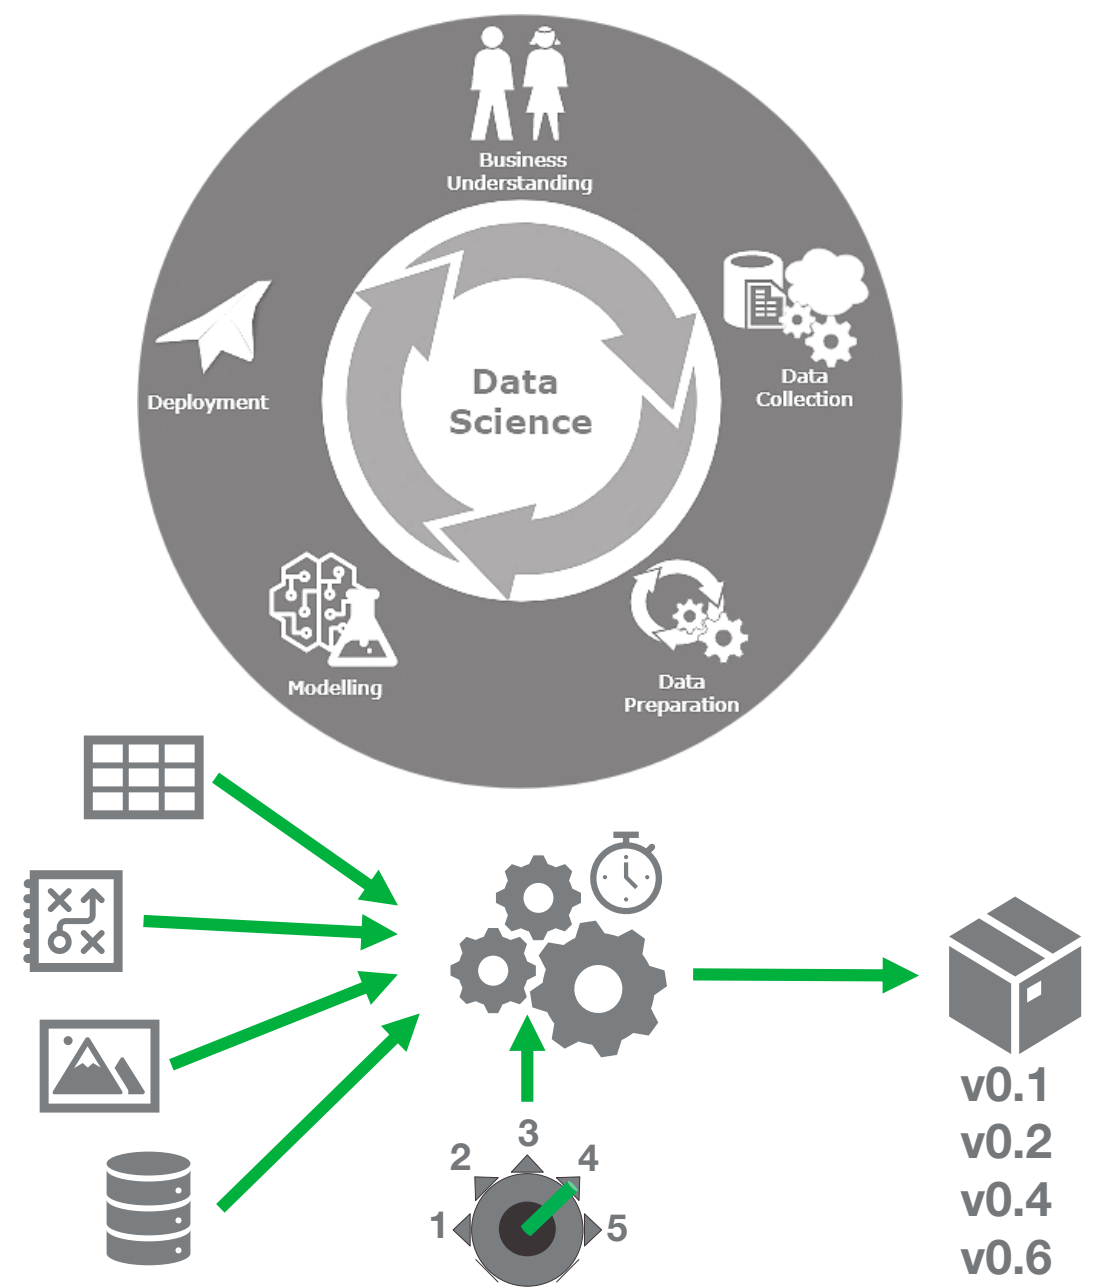 Business
Understanding
Data
Collection
Deployment
Data
Science
Modelling
Data
Preparation
3
2
4
1
5
v0.1
v0.2
v0.4
v0.6